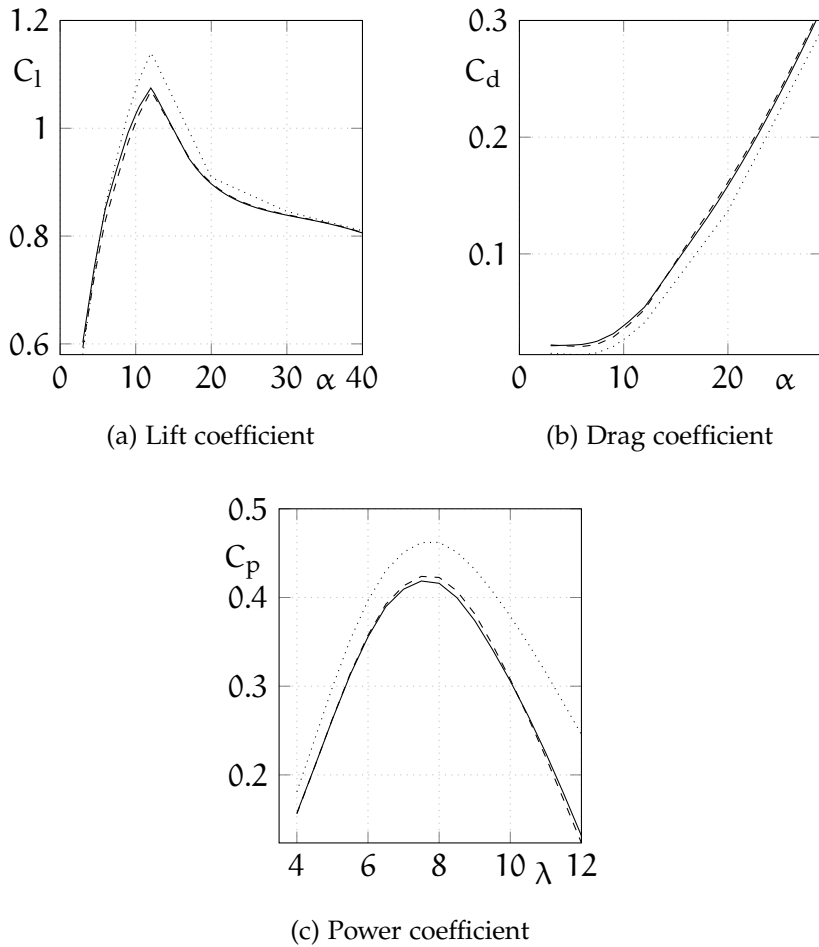 1.2
C_l
1
0.8
0.6
0 10 20 30 α 40
(a) Lift coefficient
0.3
C_d
0.2
0.1
0 10 20 α
(b) Drag coefficient
0.5
C_p
0.4
0.3
0.2
4 6 8 10 λ 12
(c) Power coefficient